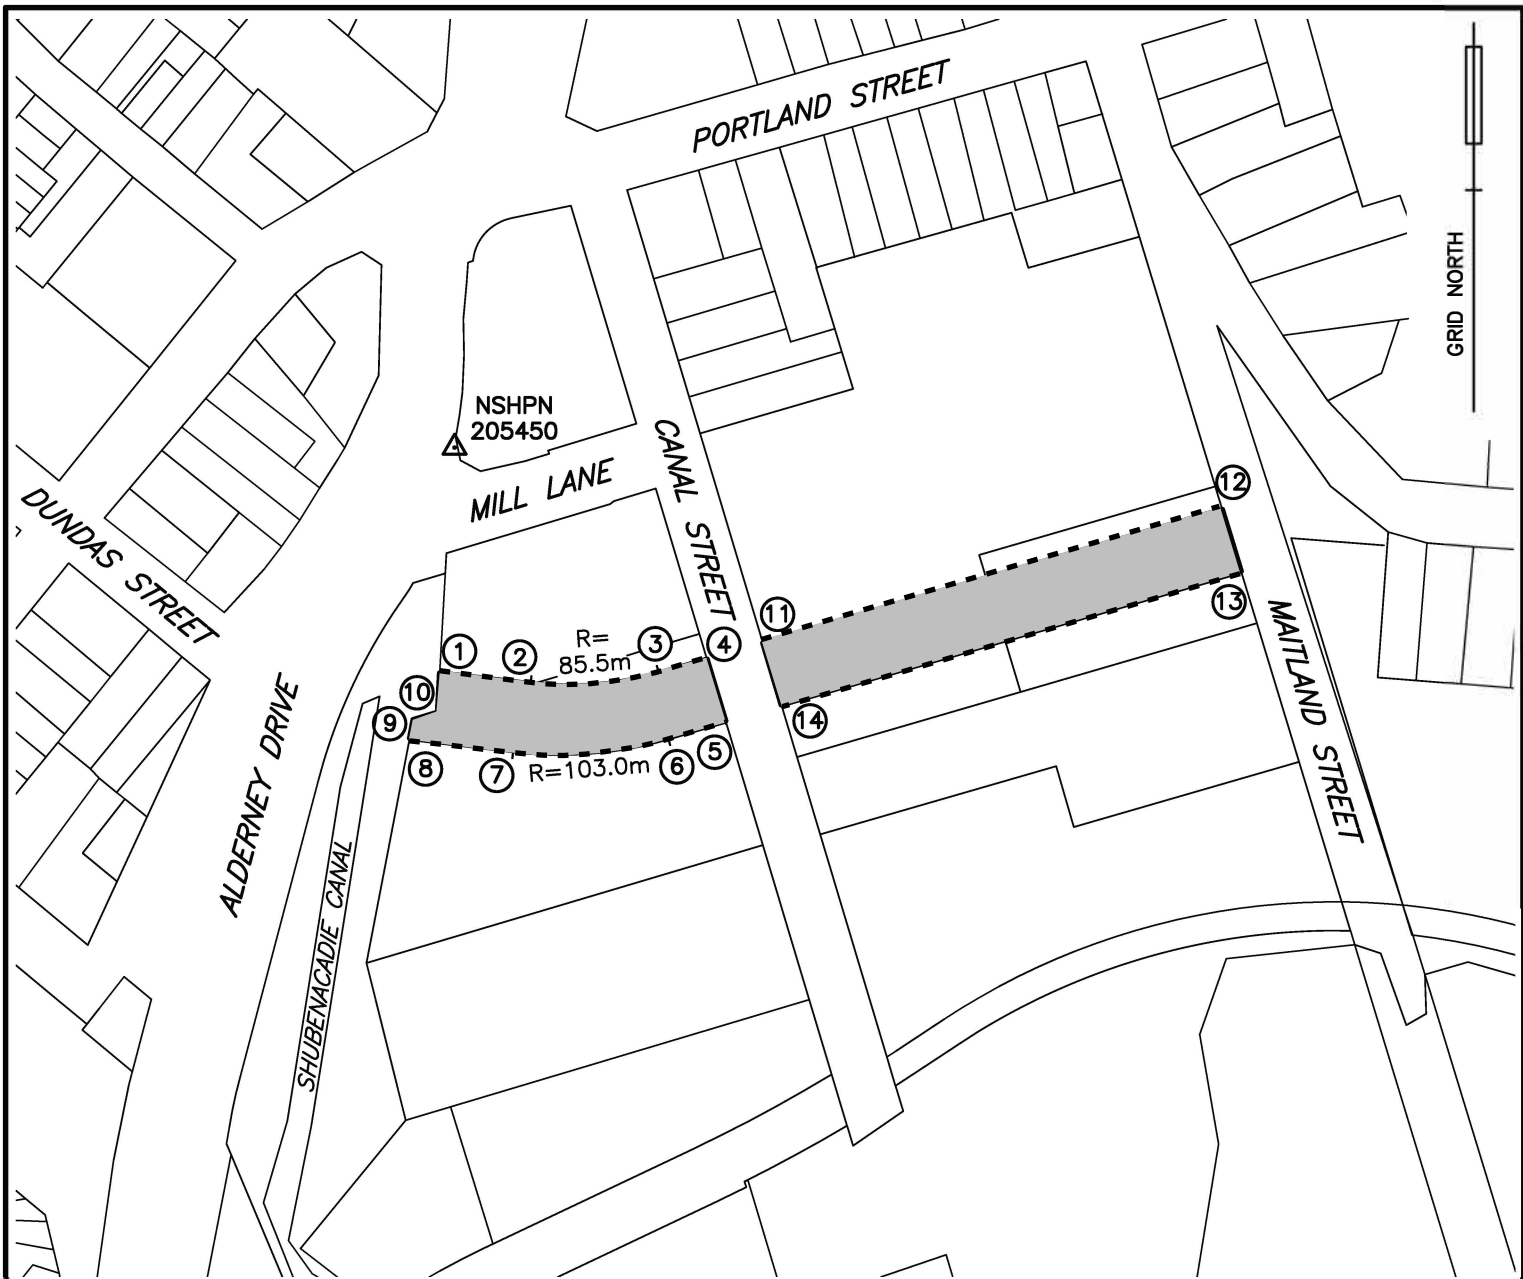 PORTLAND STREET
GRID NORTH
NSHPN
205450
MILL LANE
CANAL STREET
DUNDAS STREET
12
11
13
MAITLAND STREET
1
2
R=
85.5m
3
4
10
9
8
7
R=103.0m
6
5
14
ALDERNEY DRIVE
SHUBENACADIE CANAL